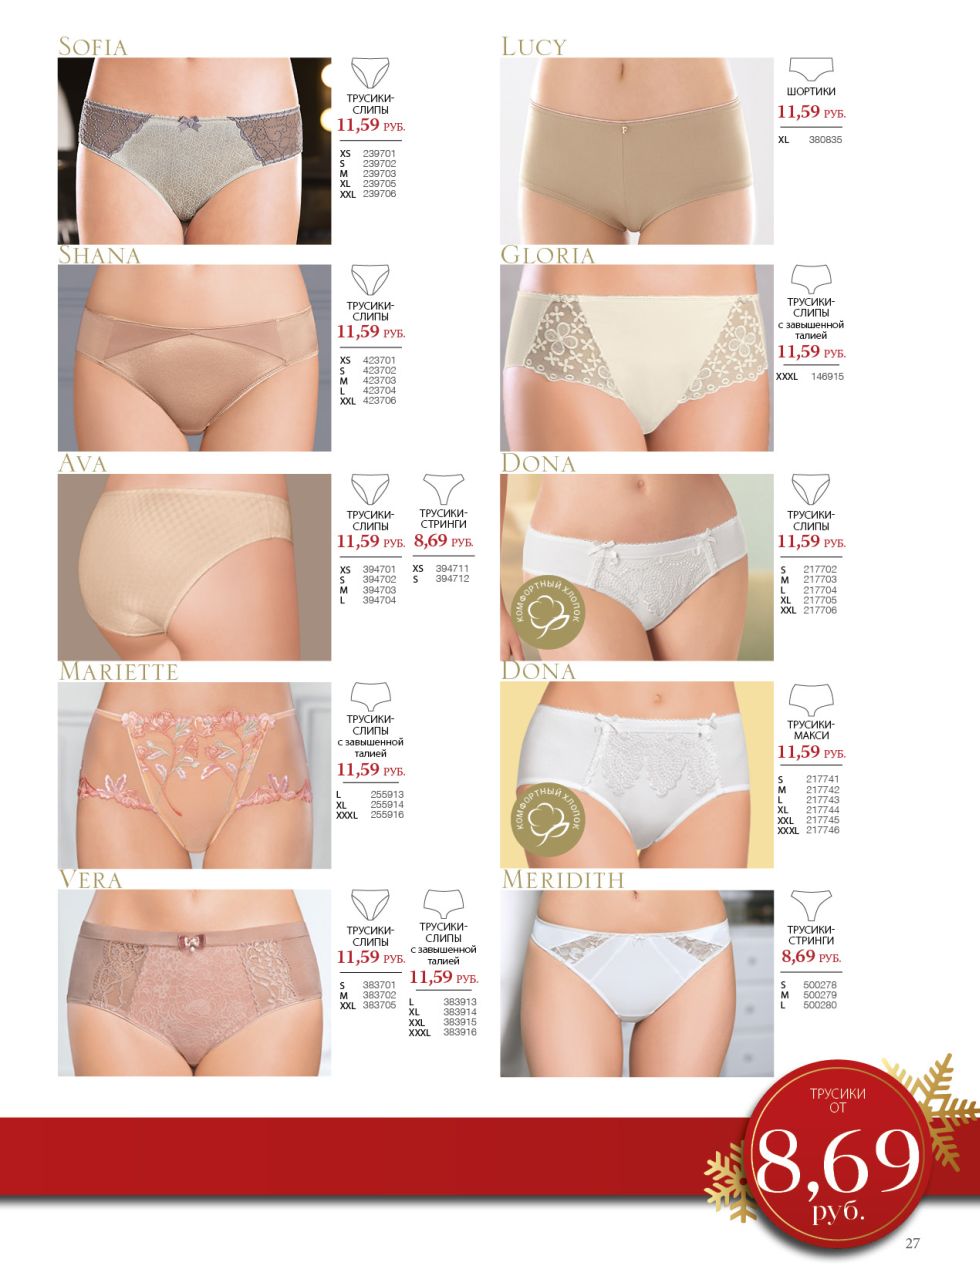 SOFIA
ТРУСИКИ-
СЛИПЫ
11,59 РУБ.
XS 239701
S 239702
M 239703
XL 239705
XXL 239706
LUCY
ШОРТИКИ
11,59 РУБ.
XL 380835
SHANA
ТРУСИКИ-
СЛИПЫ
11,59 РУБ.
XS 423701
S 423702
M 423703
L 423704
XXL 423706
GLORIA
ТРУСИКИ-
СЛИПЫ
с завышенной
талией
11,59 РУБ.
XXXL 146915
AVA
ТРУСИКИ-
СЛИПЫ
11,59 РУБ.
XS 394701
S 394702
M 394703
L 394704
ТРУСИКИ-
СТРИНГИ
8,69 РУБ.
XS 394711
S 394712
DONA
КОМФОРТНЫЙ ХЛОПОК
ТРУСИКИ-
СЛИПЫ
11,59 РУБ.
S 217702
M 217703
L 217704
XL 217705
XXL 217706
MARIETTE
ТРУСИКИ-
СЛИПЫ
с завышенной
талией
11,59 РУБ.
L 255913
XL 255914
XXXL 255916
DONA
КОМФОРТНЫЙ ХЛОПОК
ТРУСИКИ-
МАКСИ
11,59 РУБ.
S 217741
M 217742
L 217743
XL 217744
XXL 217745
XXXL 217746
VERA
ТРУСИКИ-
СЛИПЫ
11,59 РУБ.
S 383701
M 383702
XXL 383705
ТРУСИКИ-
СЛИПЫ
с завышенной
талией
11,59 РУБ.
L 383913
XL 383914
XXL 383915
XXXL 383916
MERIDITH
ТРУСИКИ-
СТРИНГИ
8,69 РУБ.
S 500278
M 500279
L 500280
ТРУСИКИ
ОТ
8,69
руб.
27